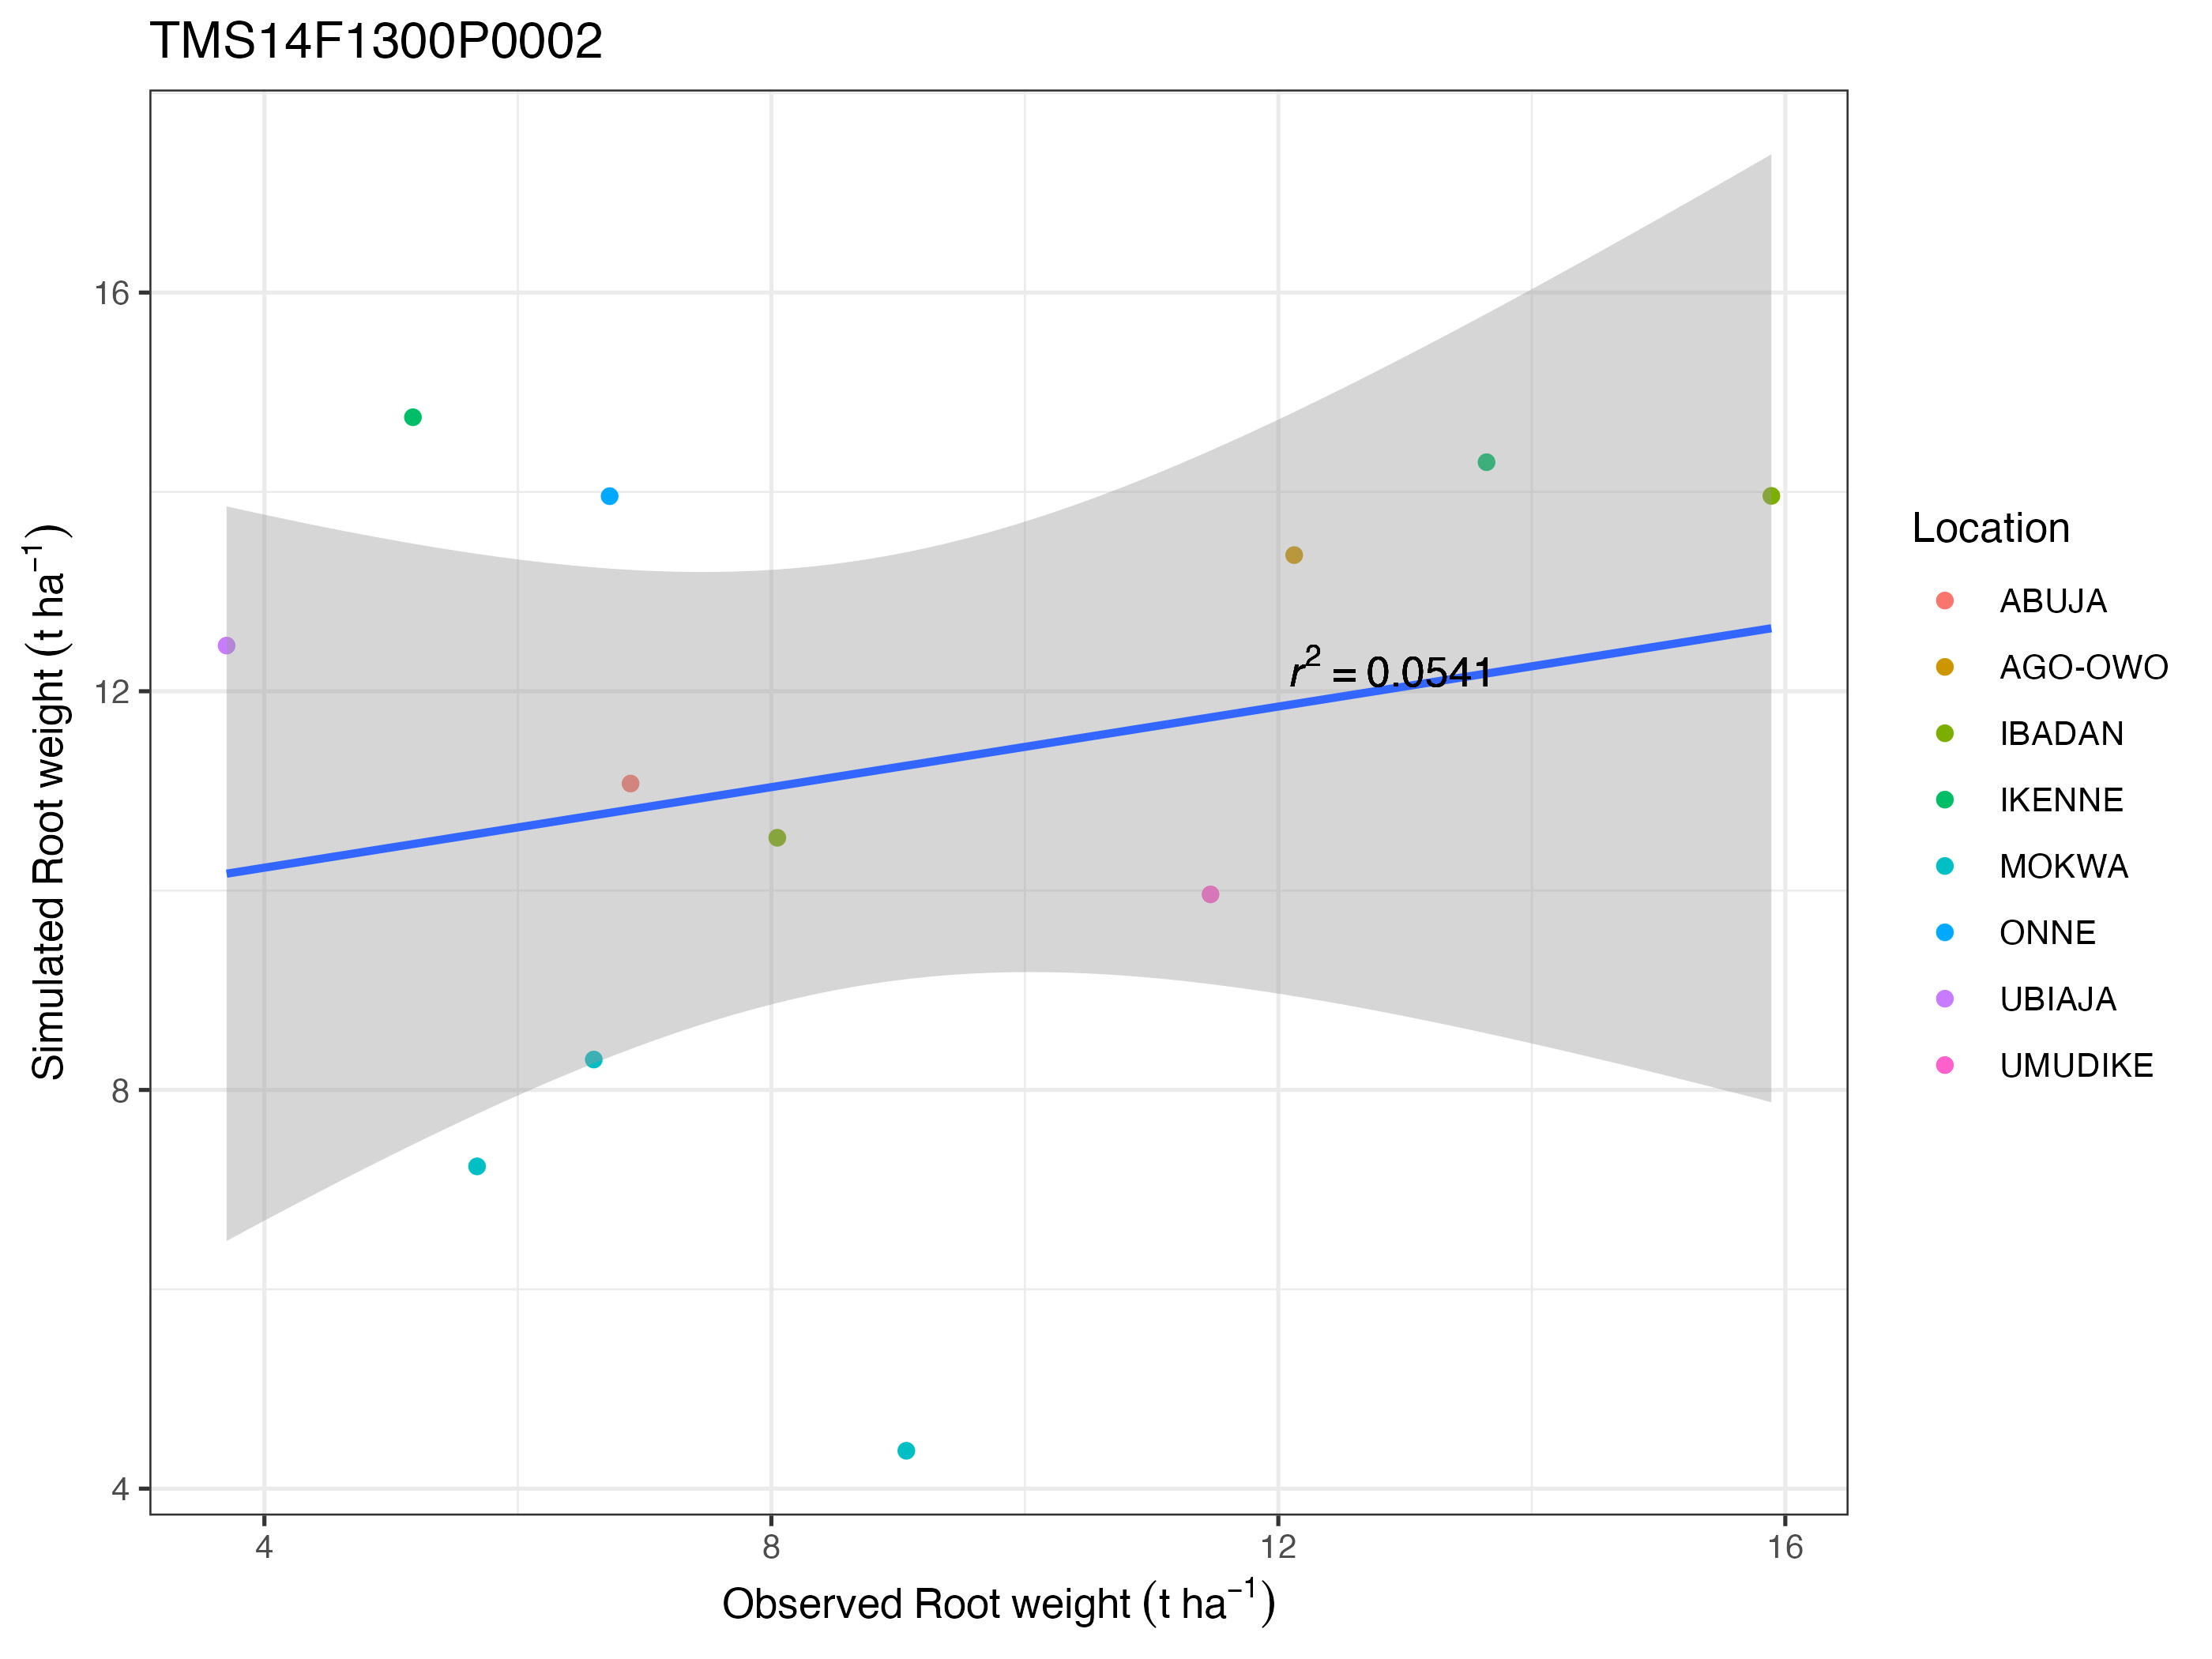 TMS14F1300P0002
16
12
8
4
Simulated Root weight (t ha⁻¹)
r² = 0.0541
4 8 12 16
Observed Root weight (t ha⁻¹)
Location
ABUJA
AGO-OWO
IBADAN
IKENNE
MOKWA
ONNE
UBIAJA
UMUDIKE